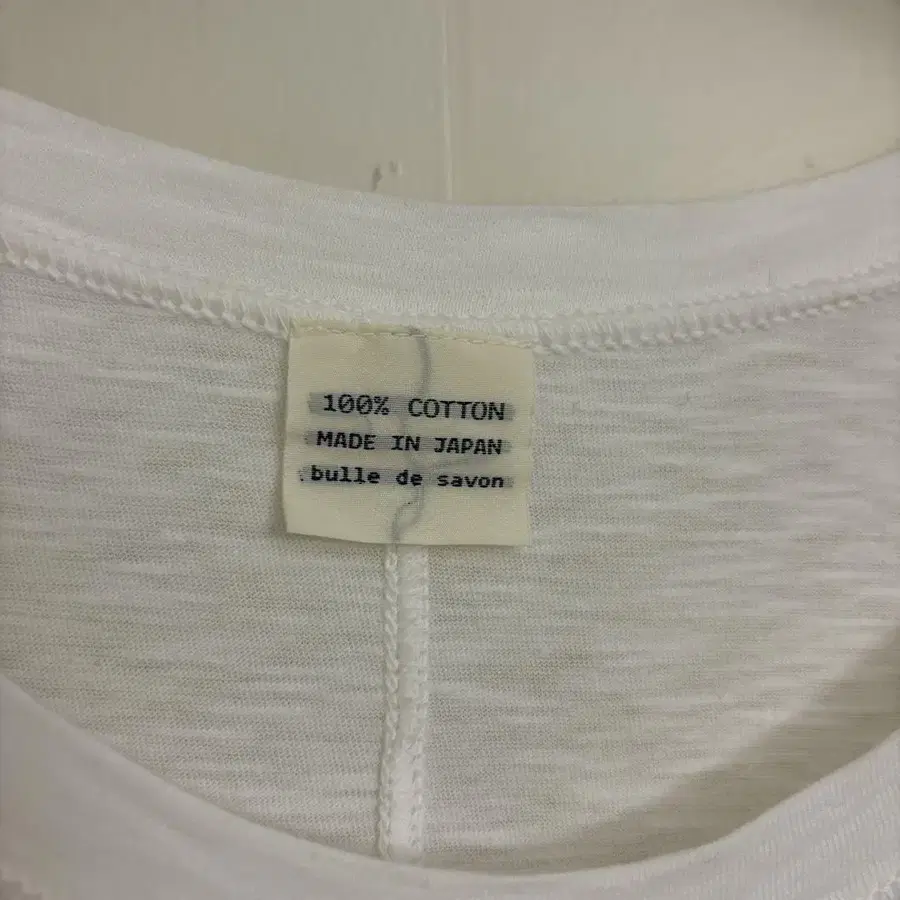 100% COTTON
MADE IN JAPAN
bulle de savon